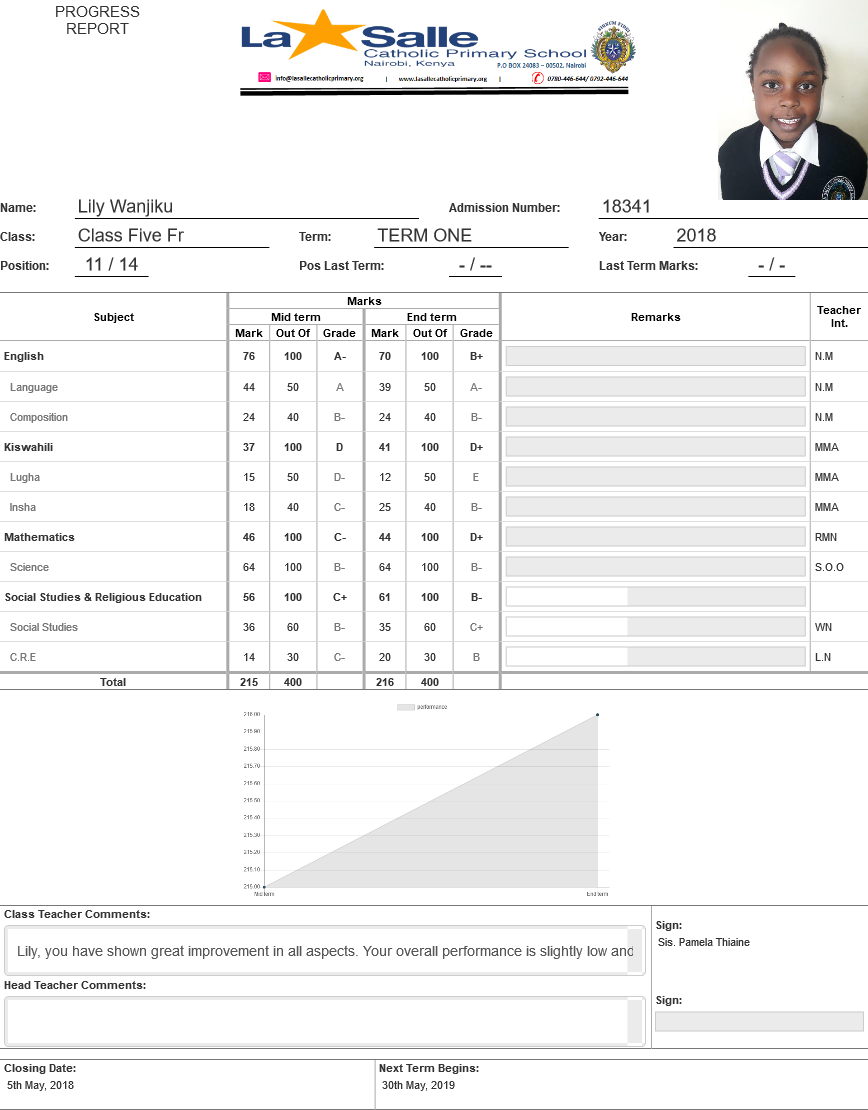 PROGRESS
REPORT
La Salle
Catholic Primary School
Nairobi, Kenya
P.O BOX 24083 – 00502, Nairobi
info@lasallecatholicprimary.org | www.lasallecatholicprimary.org | 0780-446-644/ 0792-446-644
Name: Lily Wanjiku Admission Number: 18341
Class: Class Five Fr Term: TERM ONE Year: 2018
Position: 11 / 14 Pos Last Term: - / -- Last Term Marks: - / -
Subject Marks Remarks Teacher Int.
Mid term End term
Mark Out Of Grade Mark Out Of Grade
English 76 100 A- 70 100 B+ N.M
Language 44 50 A 39 50 A- N.M
Composition 24 40 B- 24 40 B- N.M
Kiswahili 37 100 D 41 100 D+ MMA
Lugha 15 50 D- 12 50 E MMA
Insha 18 40 C- 25 40 B- MMA
Mathematics 46 100 C- 44 100 D+ RMN
Science 64 100 B- 64 100 B- S.O.O
Social Studies & Religious Education 56 100 C+ 61 100 B-
Social Studies 36 60 B- 35 60 C+ WN
C.R.E 14 30 C- 20 30 B L.N
Total 215 400 216 400
performance
216.00
215.90
215.80
215.70
215.60
215.50
215.40
215.30
215.20
215.10
215.00
Mid term End term
Class Teacher Comments:
Lily, you have shown great improvement in all aspects. Your overall performance is slightly low and
Sign:
Sis. Pamela Thiaine
Head Teacher Comments:
Sign:
Closing Date: Next Term Begins:
5th May, 2018 30th May, 2019